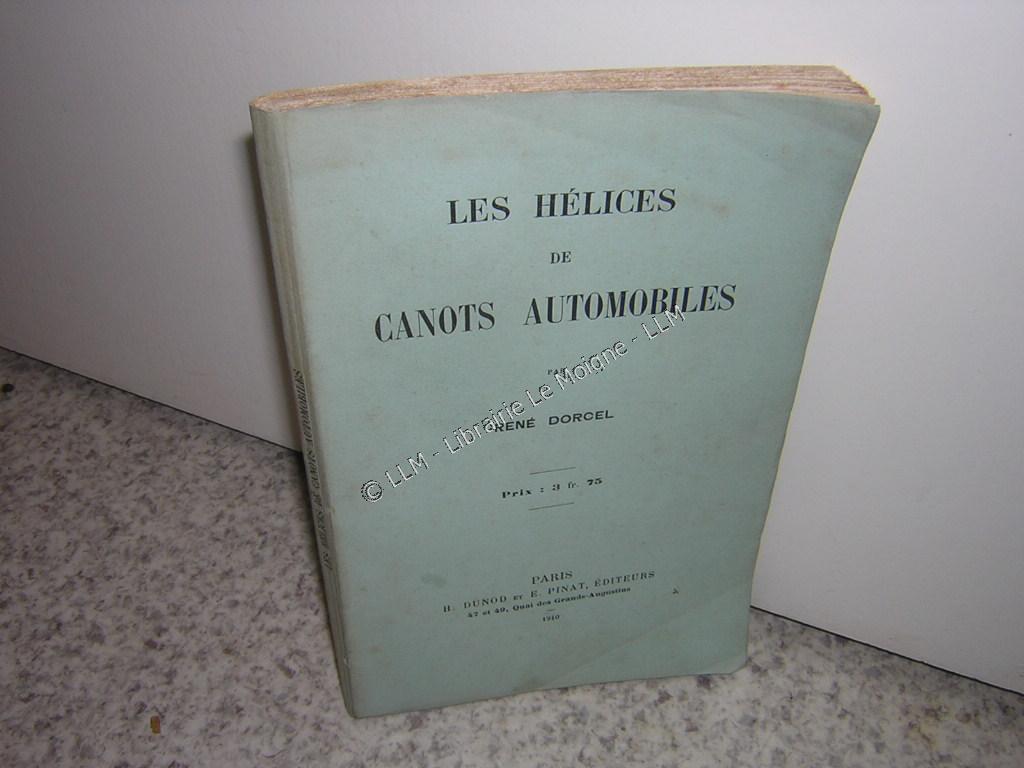 LES HÉLICES
DE
CANOTS AUTOMOBILES
PAR
RENÉ DORCEL
Prix : 3 fr. 75
PARIS
H. DUNOD ET E. PINAT, ÉDITEURS
47 et 49, Quai des Grands-Augustins
1910
LES HÉLICES DE CANOTS AUTOMOBILES
© LLM - Librairie Le Moigne - LLM